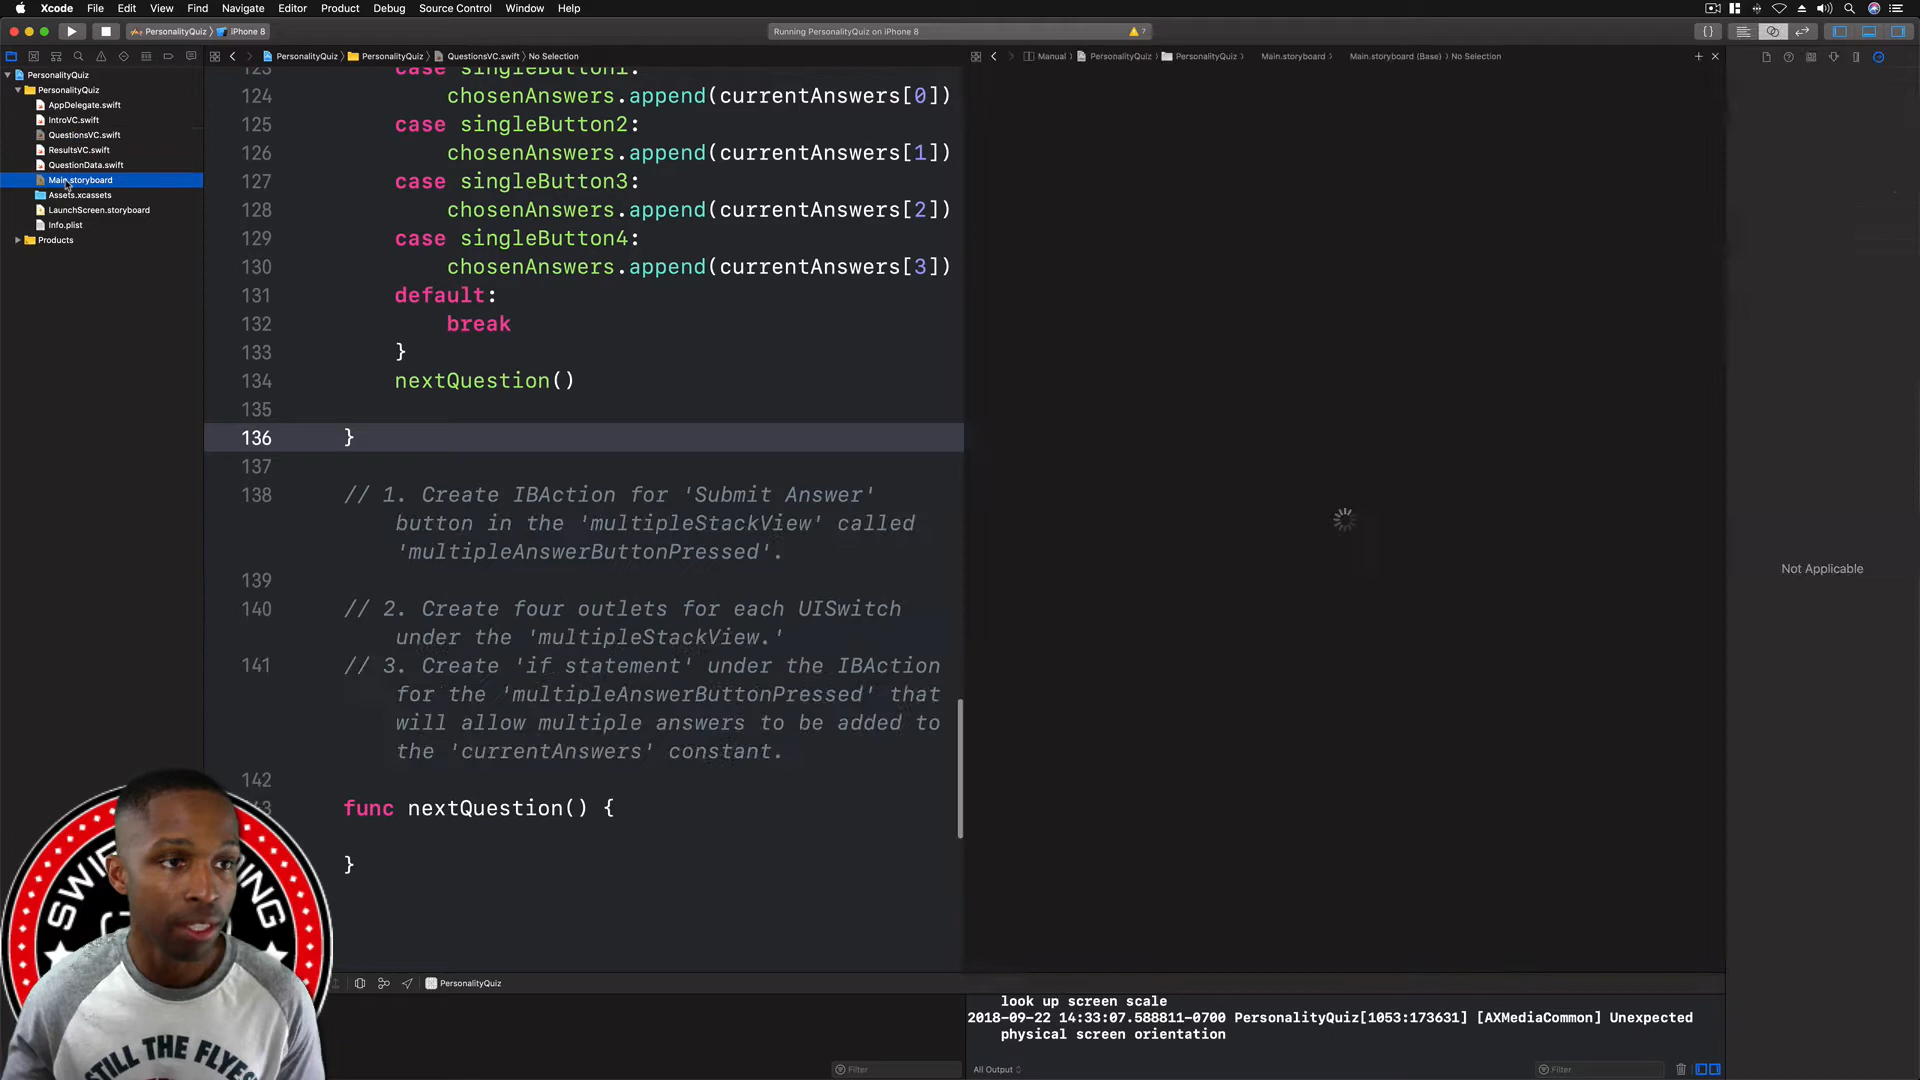 Xcode File Edit View Find Navigate Editor Product Debug Source Control Window Help
PersonalityQuiz iPhone 8
Running PersonalityQuiz on iPhone 8
7
PersonalityQuiz PersonalityQuiz QuestionsVC.swift No Selection
Manual PersonalityQuiz PersonalityQuiz Main.storyboard Main.storyboard (Base) No Selection
PersonalityQuiz
PersonalityQuiz
AppDelegate.swift
IntroVC.swift
QuestionsVC.swift
ResultsVC.swift
QuestionData.swift
Main.storyboard
Assets.xcassets
LaunchScreen.storyboard
Info.plist
Products
123 case singleButton1:
124 chosenAnswers.append(currentAnswers[0])
125 case singleButton2:
126 chosenAnswers.append(currentAnswers[1])
127 case singleButton3:
128 chosenAnswers.append(currentAnswers[2])
129 case singleButton4:
130 chosenAnswers.append(currentAnswers[3])
131 default:
132 break
133 }
134 nextQuestion()
135
136 }
137
138 // 1. Create IBAction for 'Submit Answer'
button in the 'multipleStackView' called
'multipleAnswerButtonPressed'.
139
140 // 2. Create four outlets for each UISwitch
under the 'multipleStackView.'
141 // 3. Create 'if statement' under the IBAction
for the 'multipleAnswerButtonPressed' that
will allow multiple answers to be added to
the 'currentAnswers' constant.
142
func nextQuestion() {
}
Not Applicable
PersonalityQuiz
look up screen scale
2018-09-22 14:33:07.588811-0700 PersonalityQuiz[1053:173631] [AXMediaCommon] Unexpected
physical screen orientation
Filter
All Output
Filter
STILL THE FLYES